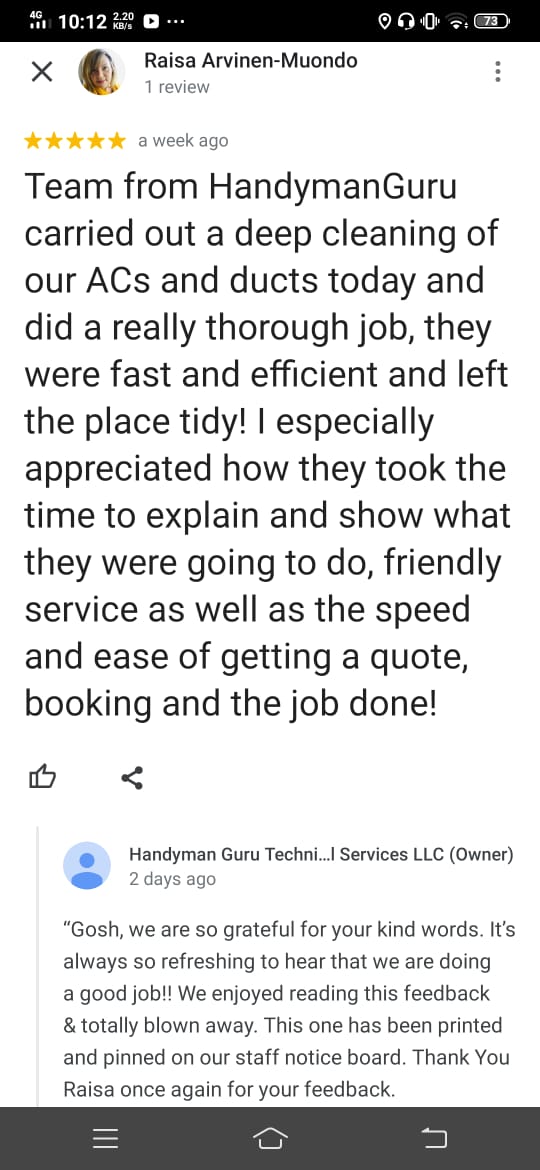 4G 10:12 2.20 KB/s ... 73
Raisa Arvinen-Muondo
1 review
a week ago
Team from HandymanGuru
carried out a deep cleaning of
our ACs and ducts today and
did a really thorough job, they
were fast and efficient and left
the place tidy! I especially
appreciated how they took the
time to explain and show what
they were going to do, friendly
service as well as the speed
and ease of getting a quote,
booking and the job done!
Handyman Guru Techni...l Services LLC (Owner)
2 days ago
“Gosh, we are so grateful for your kind words. It’s
always so refreshing to hear that we are doing
a good job!! We enjoyed reading this feedback
& totally blown away. This one has been printed
and pinned on our staff notice board. Thank You
Raisa once again for your feedback.